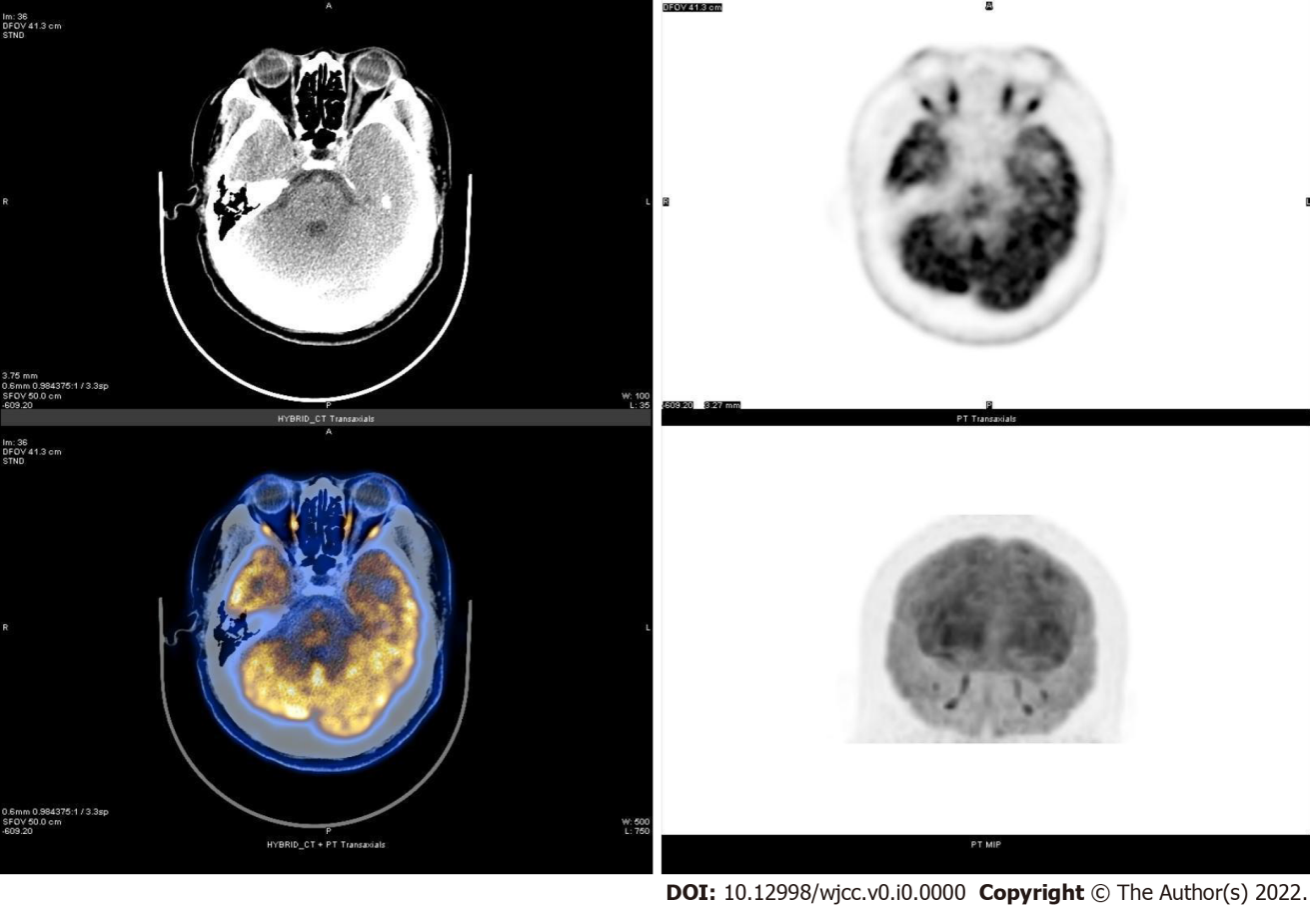 A
Im: 36
DFOV 41.3 cm
STND
R
L
3.75 mm
0.6mm 0.984375:1 / 3.3sp
SFOV 50.0 cm
-609.20
W: 100
L: 35
P
HYBRID_CT Transaxials
DFOV 41.3 cm
A
R
L
-609.20 3.27 mm
P
PT Transaxials
A
Im: 36
DFOV 41.3 cm
STND
R
L
0.6mm 0.984375:1 / 3.3sp
SFOV 50.0 cm
-609.20
W: 500
L: 750
P
HYBRID_CT + PT Transaxials
PT MIP
DOI: 10.12998/wjcc.v0.i0.0000 Copyright © The Author(s) 2022.